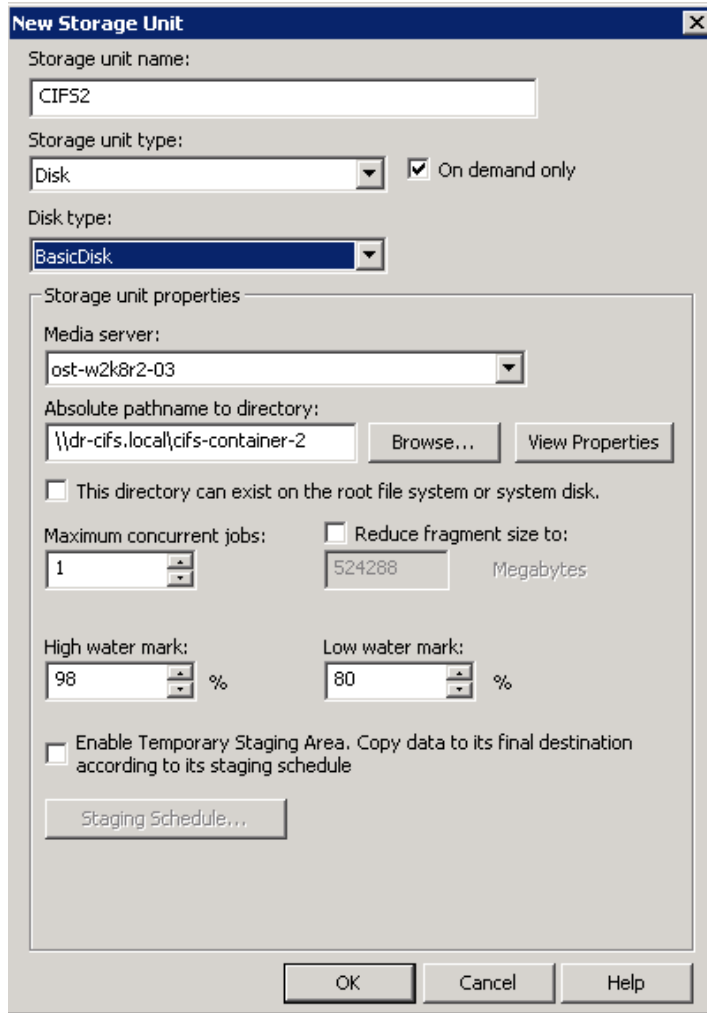 New Storage Unit
Storage unit name:
CIFS2
Storage unit type:
Disk
On demand only
Disk type:
BasicDisk
Storage unit properties
Media server:
ost-w2k8r2-03
Absolute pathname to directory:
\\dr-cifs.local\cifs-container-2
Browse...
View Properties
This directory can exist on the root file system or system disk.
Maximum concurrent jobs:
Reduce fragment size to:
1
524288
Megabytes
High water mark:
Low water mark:
98
%
80
%
Enable Temporary Staging Area. Copy data to its final destination
according to its staging schedule
Staging Schedule...
OK
Cancel
Help